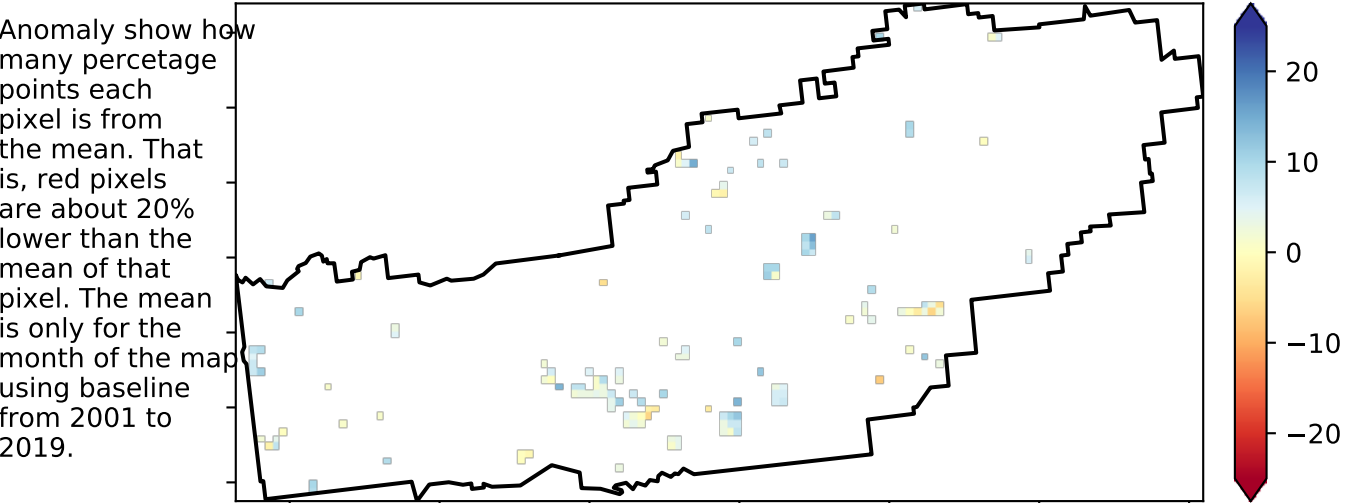 Anomaly show how
many percetage
points each
pixel is from
the mean. That
is, red pixels
are about 20%
lower than the
mean of that
pixel. The mean
is only for the
month of the map
using baseline
from 2001 to
2019.
20
10
0
−10
−20